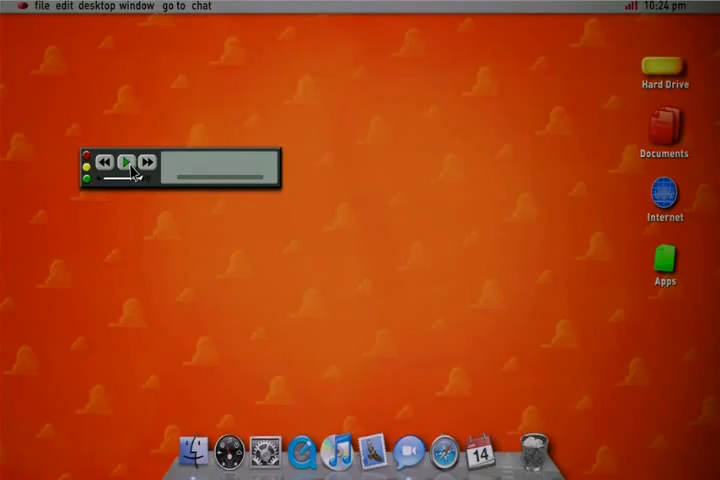 file edit desktop window go to chat
10:24 pm
Hard Drive
Documents
Internet
Apps
14